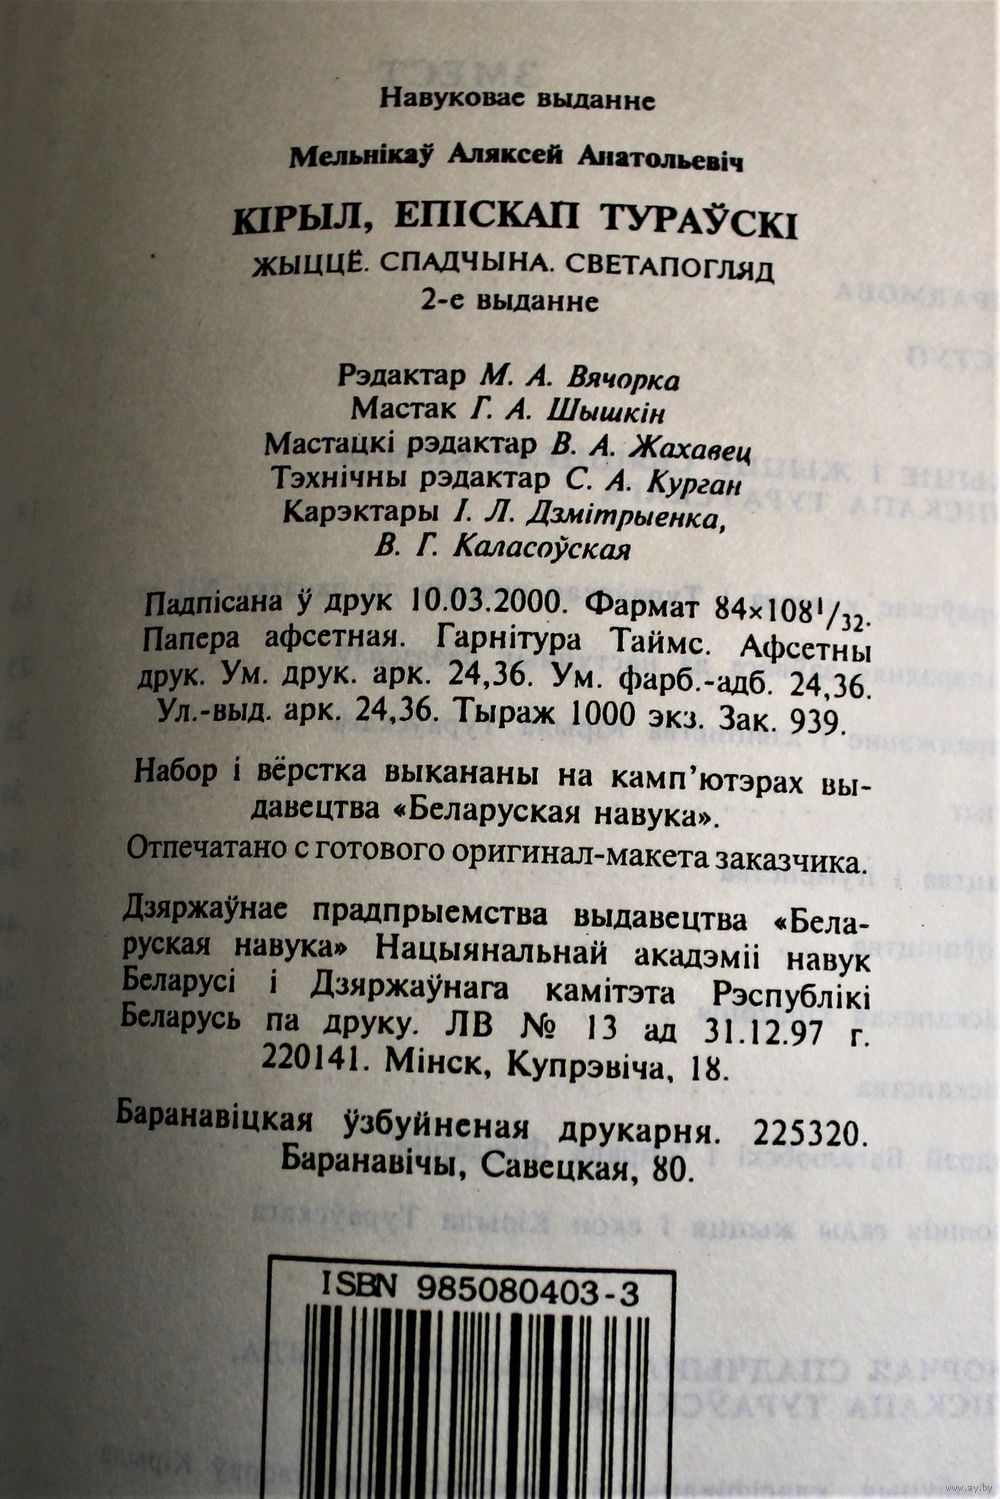 Навуковае выданне
Мельнікаў Аляксей Анатольевіч
КІРЫЛ, ЕПІСКАП ТУРАЎСКІ
ЖЫЦЦЁ. СПАДЧЫНА. СВЕТАПОГЛЯД
2-е выданне
Рэдактар М. А. Вячорка
Мастак Г. А. Шышкін
Мастацкі рэдактар В. А. Жахавец
Тэхнічны рэдактар С. А. Курган
Карэктары І. Л. Дзмітрыенка,
В. Г. Каласоўская
Падпісана ў друк 10.03.2000. Фармат 84×108¹/₃₂.
Папера афсетная. Гарнітура Таймс. Афсетны
друк. Ум. друк. арк. 24,36. Ум. фарб.-адб. 24,36.
Ул.-выд. арк. 24,36. Тыраж 1000 экз. Зак. 939.
Набор і вёрстка выкананы на камп’ютэрах вы-
давецтва «Беларуская навука».
Отпечатано с готового оригинал-макета заказчика.
Дзяржаўнае прадпрыемства выдавецтва «Бела-
руская навука» Нацыянальнай акадэміі навук
Беларусі і Дзяржаўнага камітэта Рэспублікі
Беларусь па друку. ЛВ № 13 ад 31.12.97 г.
220141. Мінск, Купрэвіча, 18.
Баранавіцкая ўзбуйненая друкарня. 225320.
Баранавічы, Савецкая, 80.
ISBN 985080403-3
www.ay.by